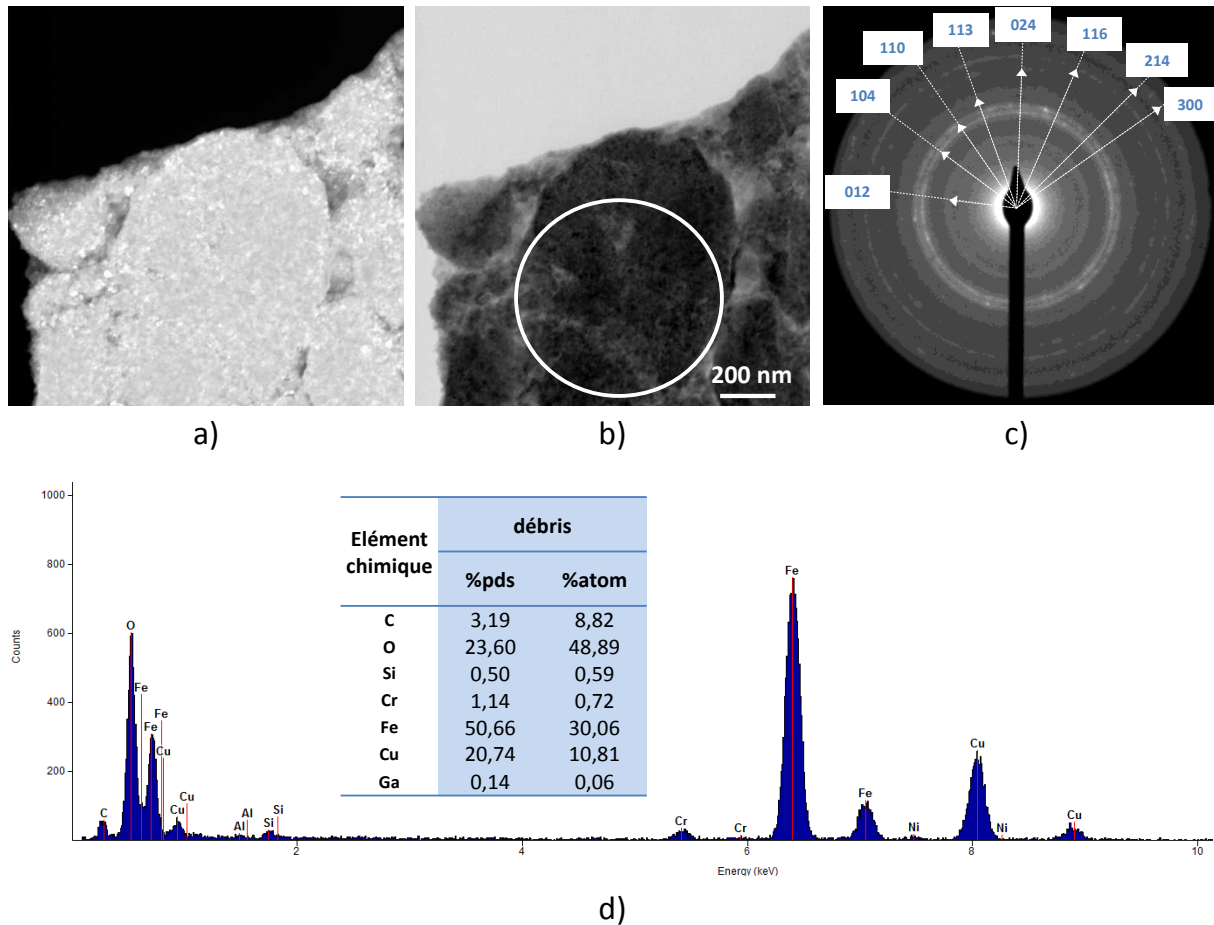 113
024
116
110
214
104
300
012
200 nm
a)
b)
c)
1000
800
600
400
200
Counts
Elément chimique
débris
%pds
%atom
C 3,19 8,82
O 23,60 48,89
Si 0,50 0,59
Cr 1,14 0,72
Fe 50,66 30,06
Cu 20,74 10,81
Ga 0,14 0,06
C
O
Fe
Fe
Fe
Cu
Cu
Cu
Al
Al
Si
Si
Cr
Cr
Fe
Fe
Ni
Cu
Ni
Cu
2
4
6
8
10
Energy (keV)
d)